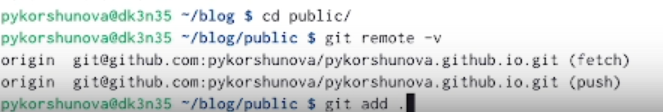 pykorshunova@dk3n35 ~/blog $ cd public/
pykorshunova@dk3n35 ~/blog/public $ git remote -v
origin  git@github.com:pykorshunova/pykorshunova.github.io.git (fetch)
origin  git@github.com:pykorshunova/pykorshunova.github.io.git (push)
pykorshunova@dk3n35 ~/blog/public $ git add .